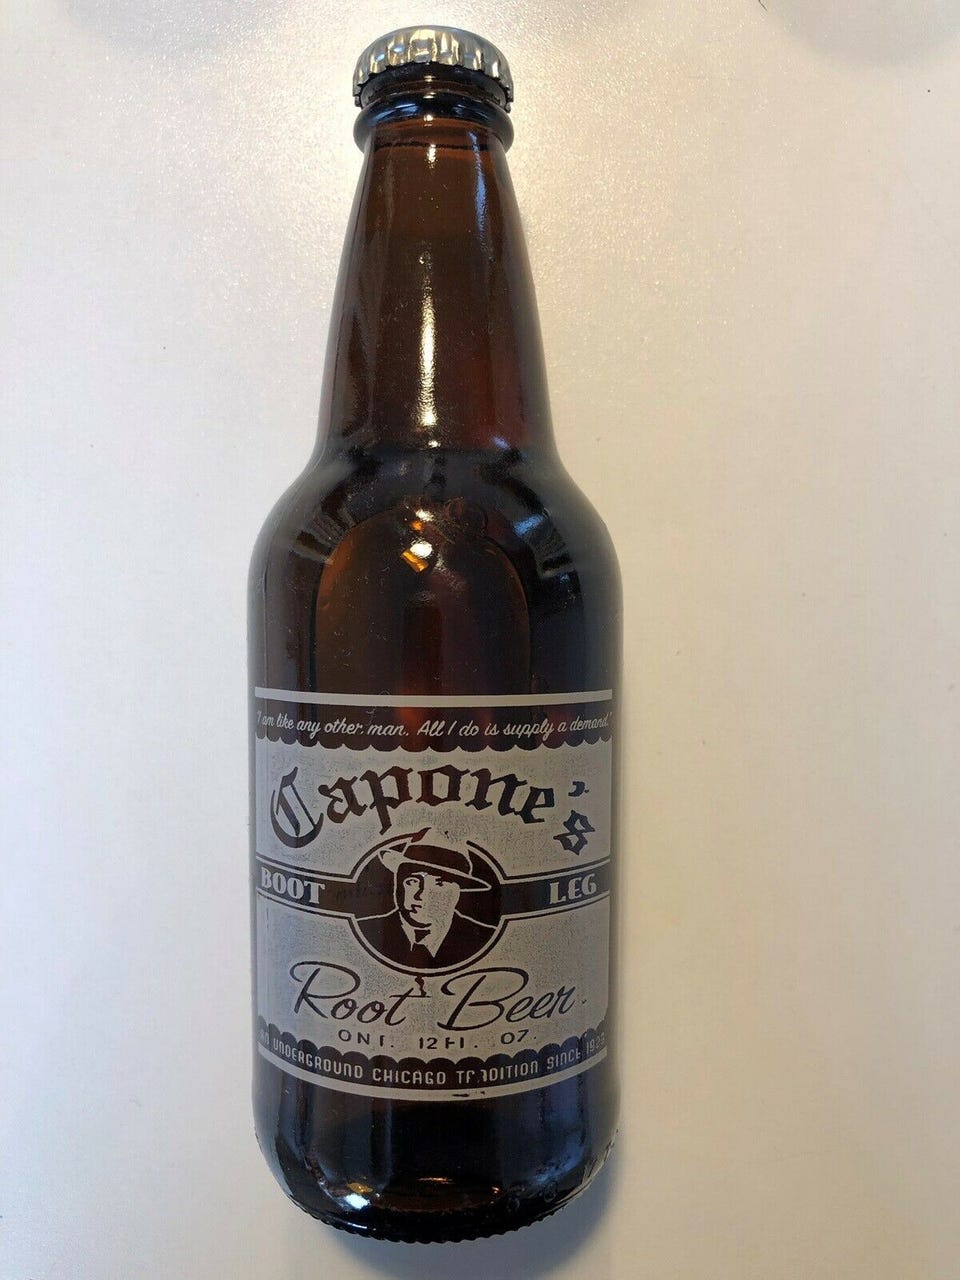 "I am like any other man. All I do is supply a demand."
Capone's
BOOT LEG
Root Beer
ONE 12 FL. OZ.
AN UNDERGROUND CHICAGO TRADITION SINCE